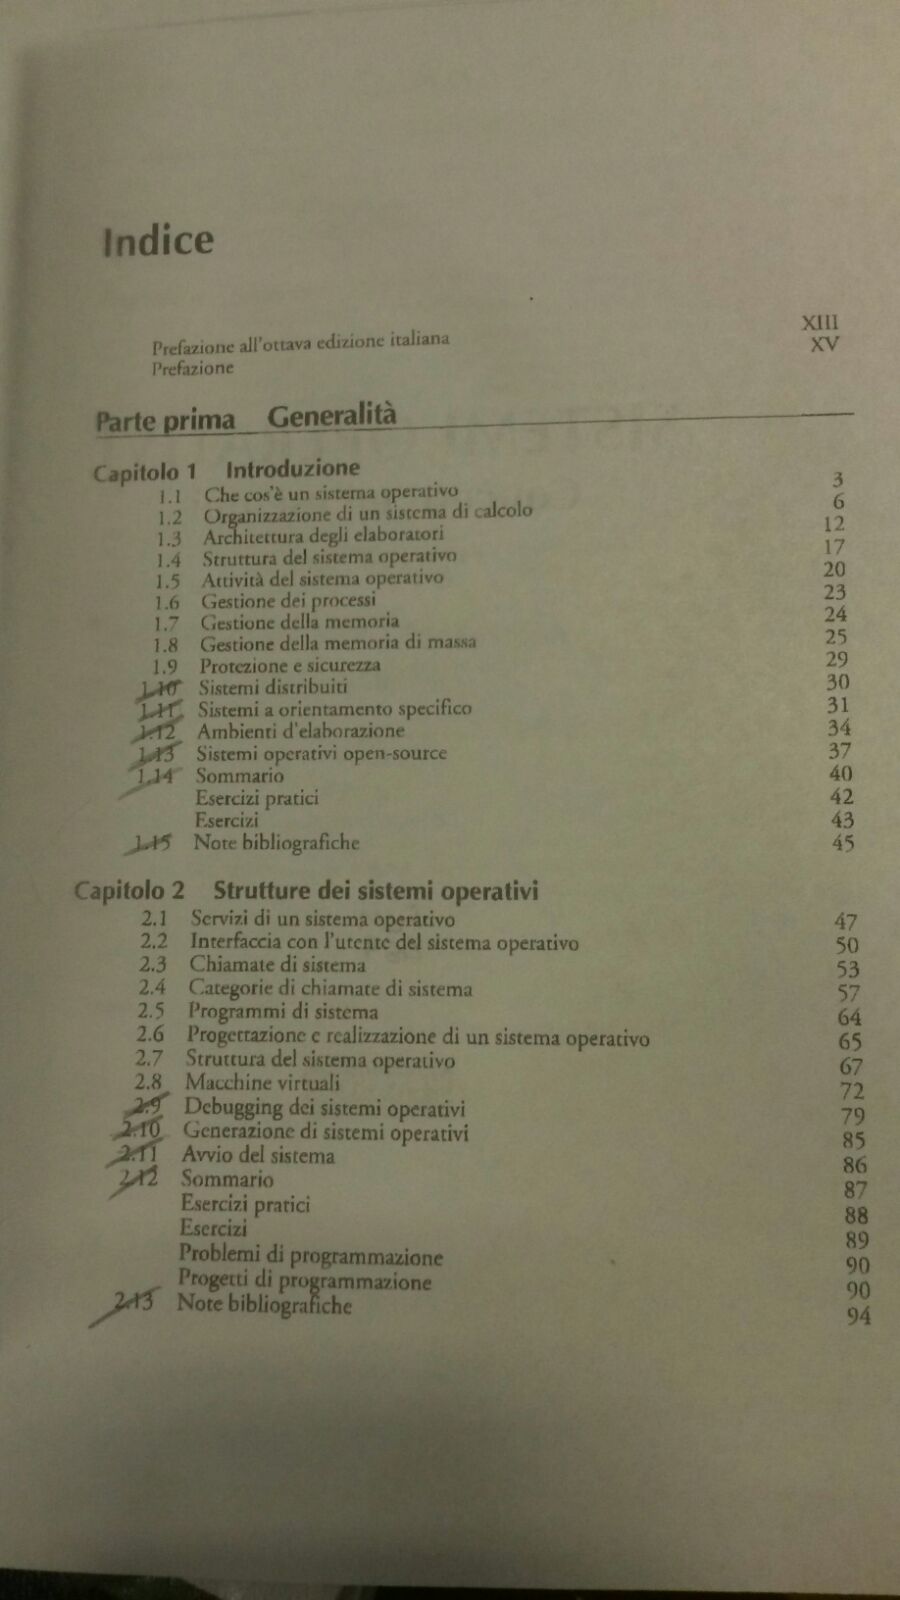 Indice
Prefazione all'ottava edizione italiana XIII
Prefazione XV
Parte prima Generalità
Capitolo 1 Introduzione
1.1 Che cos'è un sistema operativo 3
1.2 Organizzazione di un sistema di calcolo 6
1.3 Architettura degli elaboratori 12
1.4 Struttura del sistema operativo 17
1.5 Attività del sistema operativo 20
1.6 Gestione dei processi 23
1.7 Gestione della memoria 24
1.8 Gestione della memoria di massa 25
1.9 Protezione e sicurezza 29
1.10 Sistemi distribuiti 30
1.11 Sistemi a orientamento specifico 31
1.12 Ambienti d'elaborazione 34
1.13 Sistemi operativi open-source 37
1.14 Sommario 40
Esercizi pratici 42
Esercizi 43
1.15 Note bibliografiche 45
Capitolo 2 Strutture dei sistemi operativi
2.1 Servizi di un sistema operativo 47
2.2 Interfaccia con l'utente del sistema operativo 50
2.3 Chiamate di sistema 53
2.4 Categorie di chiamate di sistema 57
2.5 Programmi di sistema 64
2.6 Progettazione e realizzazione di un sistema operativo 65
2.7 Struttura del sistema operativo 67
2.8 Macchine virtuali 72
2.9 Debugging dei sistemi operativi 79
2.10 Generazione di sistemi operativi 85
2.11 Avvio del sistema 86
2.12 Sommario 87
Esercizi pratici 88
Esercizi 89
Problemi di programmazione 90
Progetti di programmazione 90
2.13 Note bibliografiche 94